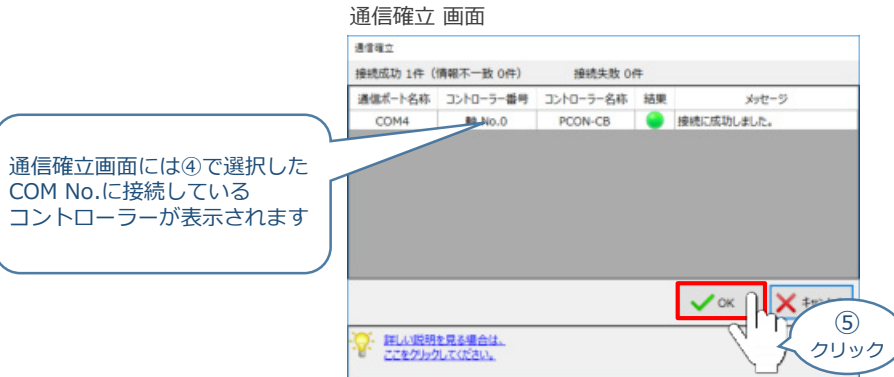 通信確立 画面
通信確立
接続成功 1件（情報不一致 0件） 接続失敗 0件
通信ポート名称 コントローラー番号 コントローラー名称 結果 メッセージ
COM4 軸 No.0 PCON-CB 接続に成功しました。
通信確立画面には④で選択した
COM No.に接続している
コントローラーが表示されます
OK
⑤
クリック
詳しい説明を見る場合は、
ここをクリックしてください。